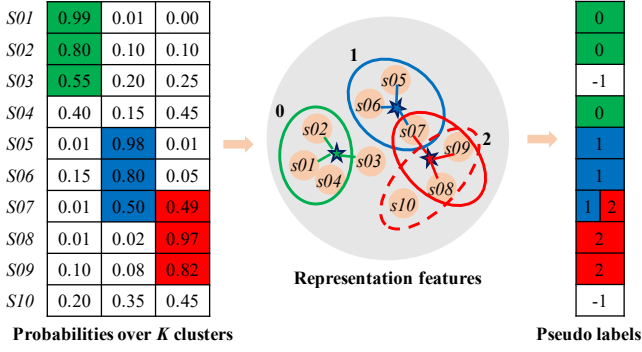 S01 0.99 0.01 0.00
S02 0.80 0.10 0.10
S03 0.55 0.20 0.25
S04 0.40 0.15 0.45
S05 0.01 0.98 0.01
S06 0.15 0.80 0.05
S07 0.01 0.50 0.49
S08 0.01 0.02 0.97
S09 0.10 0.08 0.82
S10 0.20 0.35 0.45
Probabilities over K clusters
1
s05
s06
0
s02
s07
2
s09
s01
s03
s04
s08
s10
Representation features
0
0
-1
0
1
1
1 2
2
2
-1
Pseudo labels